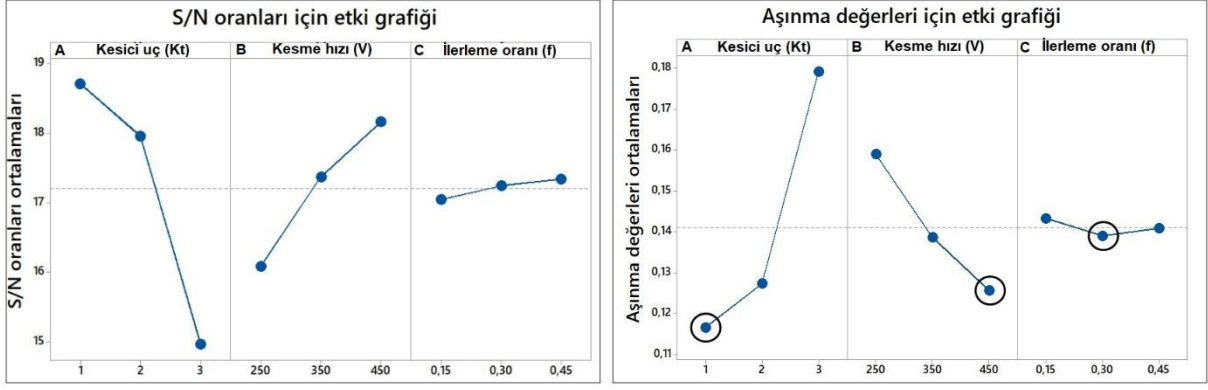 S/N oranları için etki grafiği
A Kesici uç (Kt) B Kesme hızı (V) C İlerleme oranı (f)
S/N oranları ortalamaları
19
18
17
16
15
1 2 3 250 350 450 0,15 0,30 0,45
Aşınma değerleri için etki grafiği
A Kesici uç (Kt) B Kesme hızı (V) C İlerleme oranı (f)
Aşınma değerleri ortalamaları
0,18
0,17
0,16
0,15
0,14
0,13
0,12
0,11
1 2 3 250 350 450 0,15 0,30 0,45